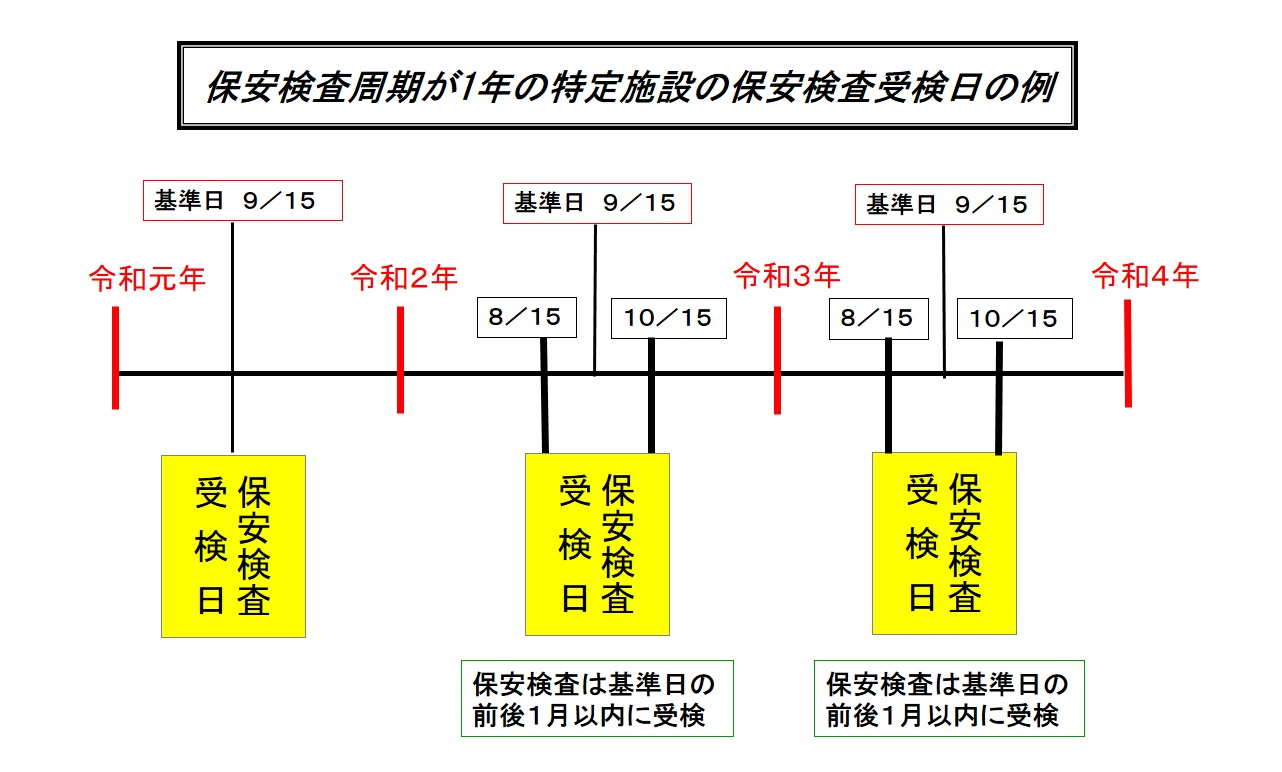 保安検査周期が1年の特定施設の保安検査受検日の例
基準日　９／１５
基準日　９／１５
基準日　９／１５
令和元年
令和２年
令和３年
令和４年
８／１５
１０／１５
８／１５
１０／１５
保安検査
受検日
保安検査
受検日
保安検査
受検日
保安検査は基準日の
前後１月以内に受検
保安検査は基準日の
前後１月以内に受検